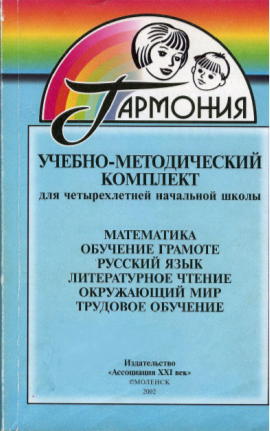 ГАРМОНИЯ
УЧЕБНО-МЕТОДИЧЕСКИЙ
КОМПЛЕКТ
для четырехлетней начальной школы
МАТЕМАТИКА
ОБУЧЕНИЕ ГРАМОТЕ
РУССКИЙ ЯЗЫК
ЛИТЕРАТУРНОЕ ЧТЕНИЕ
ОКРУЖАЮЩИЙ МИР
ТРУДОВОЕ ОБУЧЕНИЕ
Издательство
«Ассоциация XXI век»
СМОЛЕНСК
2002